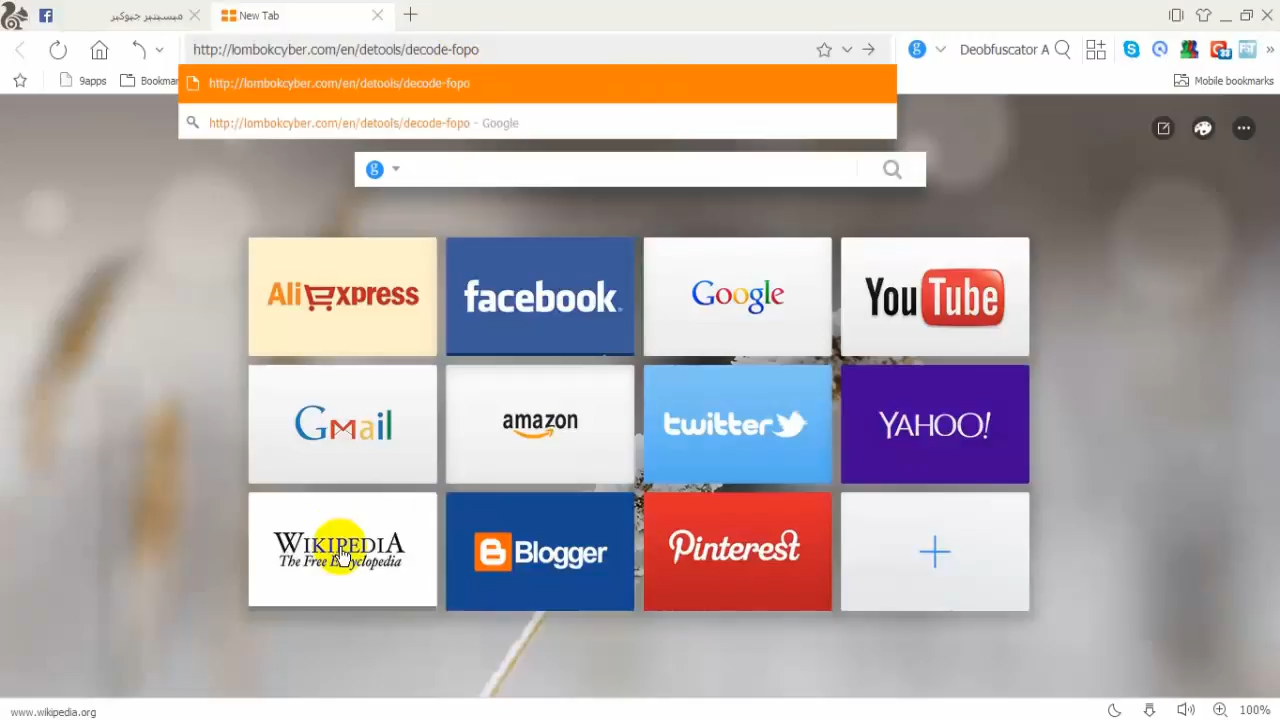 ميسيتير جيوكير
New Tab
http://lombokcyber.com/en/detools/decode-fopo
Deobfuscator A
9apps
Bookmar
Mobile bookmarks
http://lombokcyber.com/en/detools/decode-fopo
http://lombokcyber.com/en/detools/decode-fopo - Google
AliExpress
facebook.
Google
YouTube
GMail
amazon
twitter
YAHOO!
WIKIPEDIA
The Free Encyclopedia
Blogger
Pinterest
www.wikipedia.org
100%